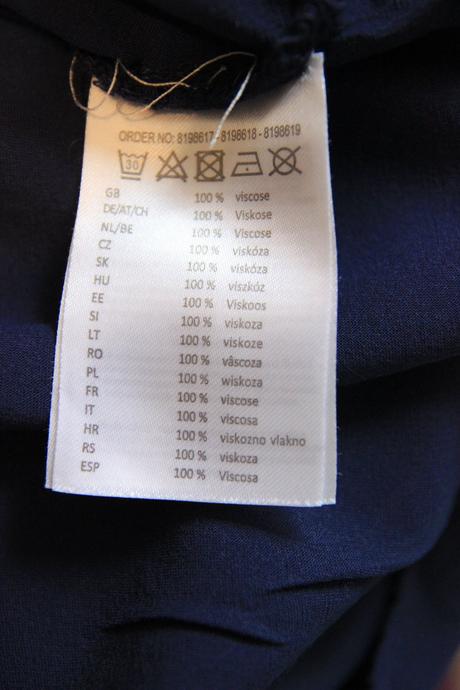 ORDER NO: 8198617 - 8198618 - 8198619
30
GB 100 % viscose
DE/AT/CH 100 % Viskose
NL/BE 100 % Viscose
CZ 100 % viskóza
SK 100 % viskóza
HU 100 % viszkóz
EE 100 % Viskoos
SI 100 % viskoza
LT 100 % viskoze
RO 100 % vâscoza
PL 100 % wiskoza
FR 100 % viscose
IT 100 % viscosa
HR 100 % viskozno vlakno
RS 100 % viskoza
ESP 100 % Viscosa